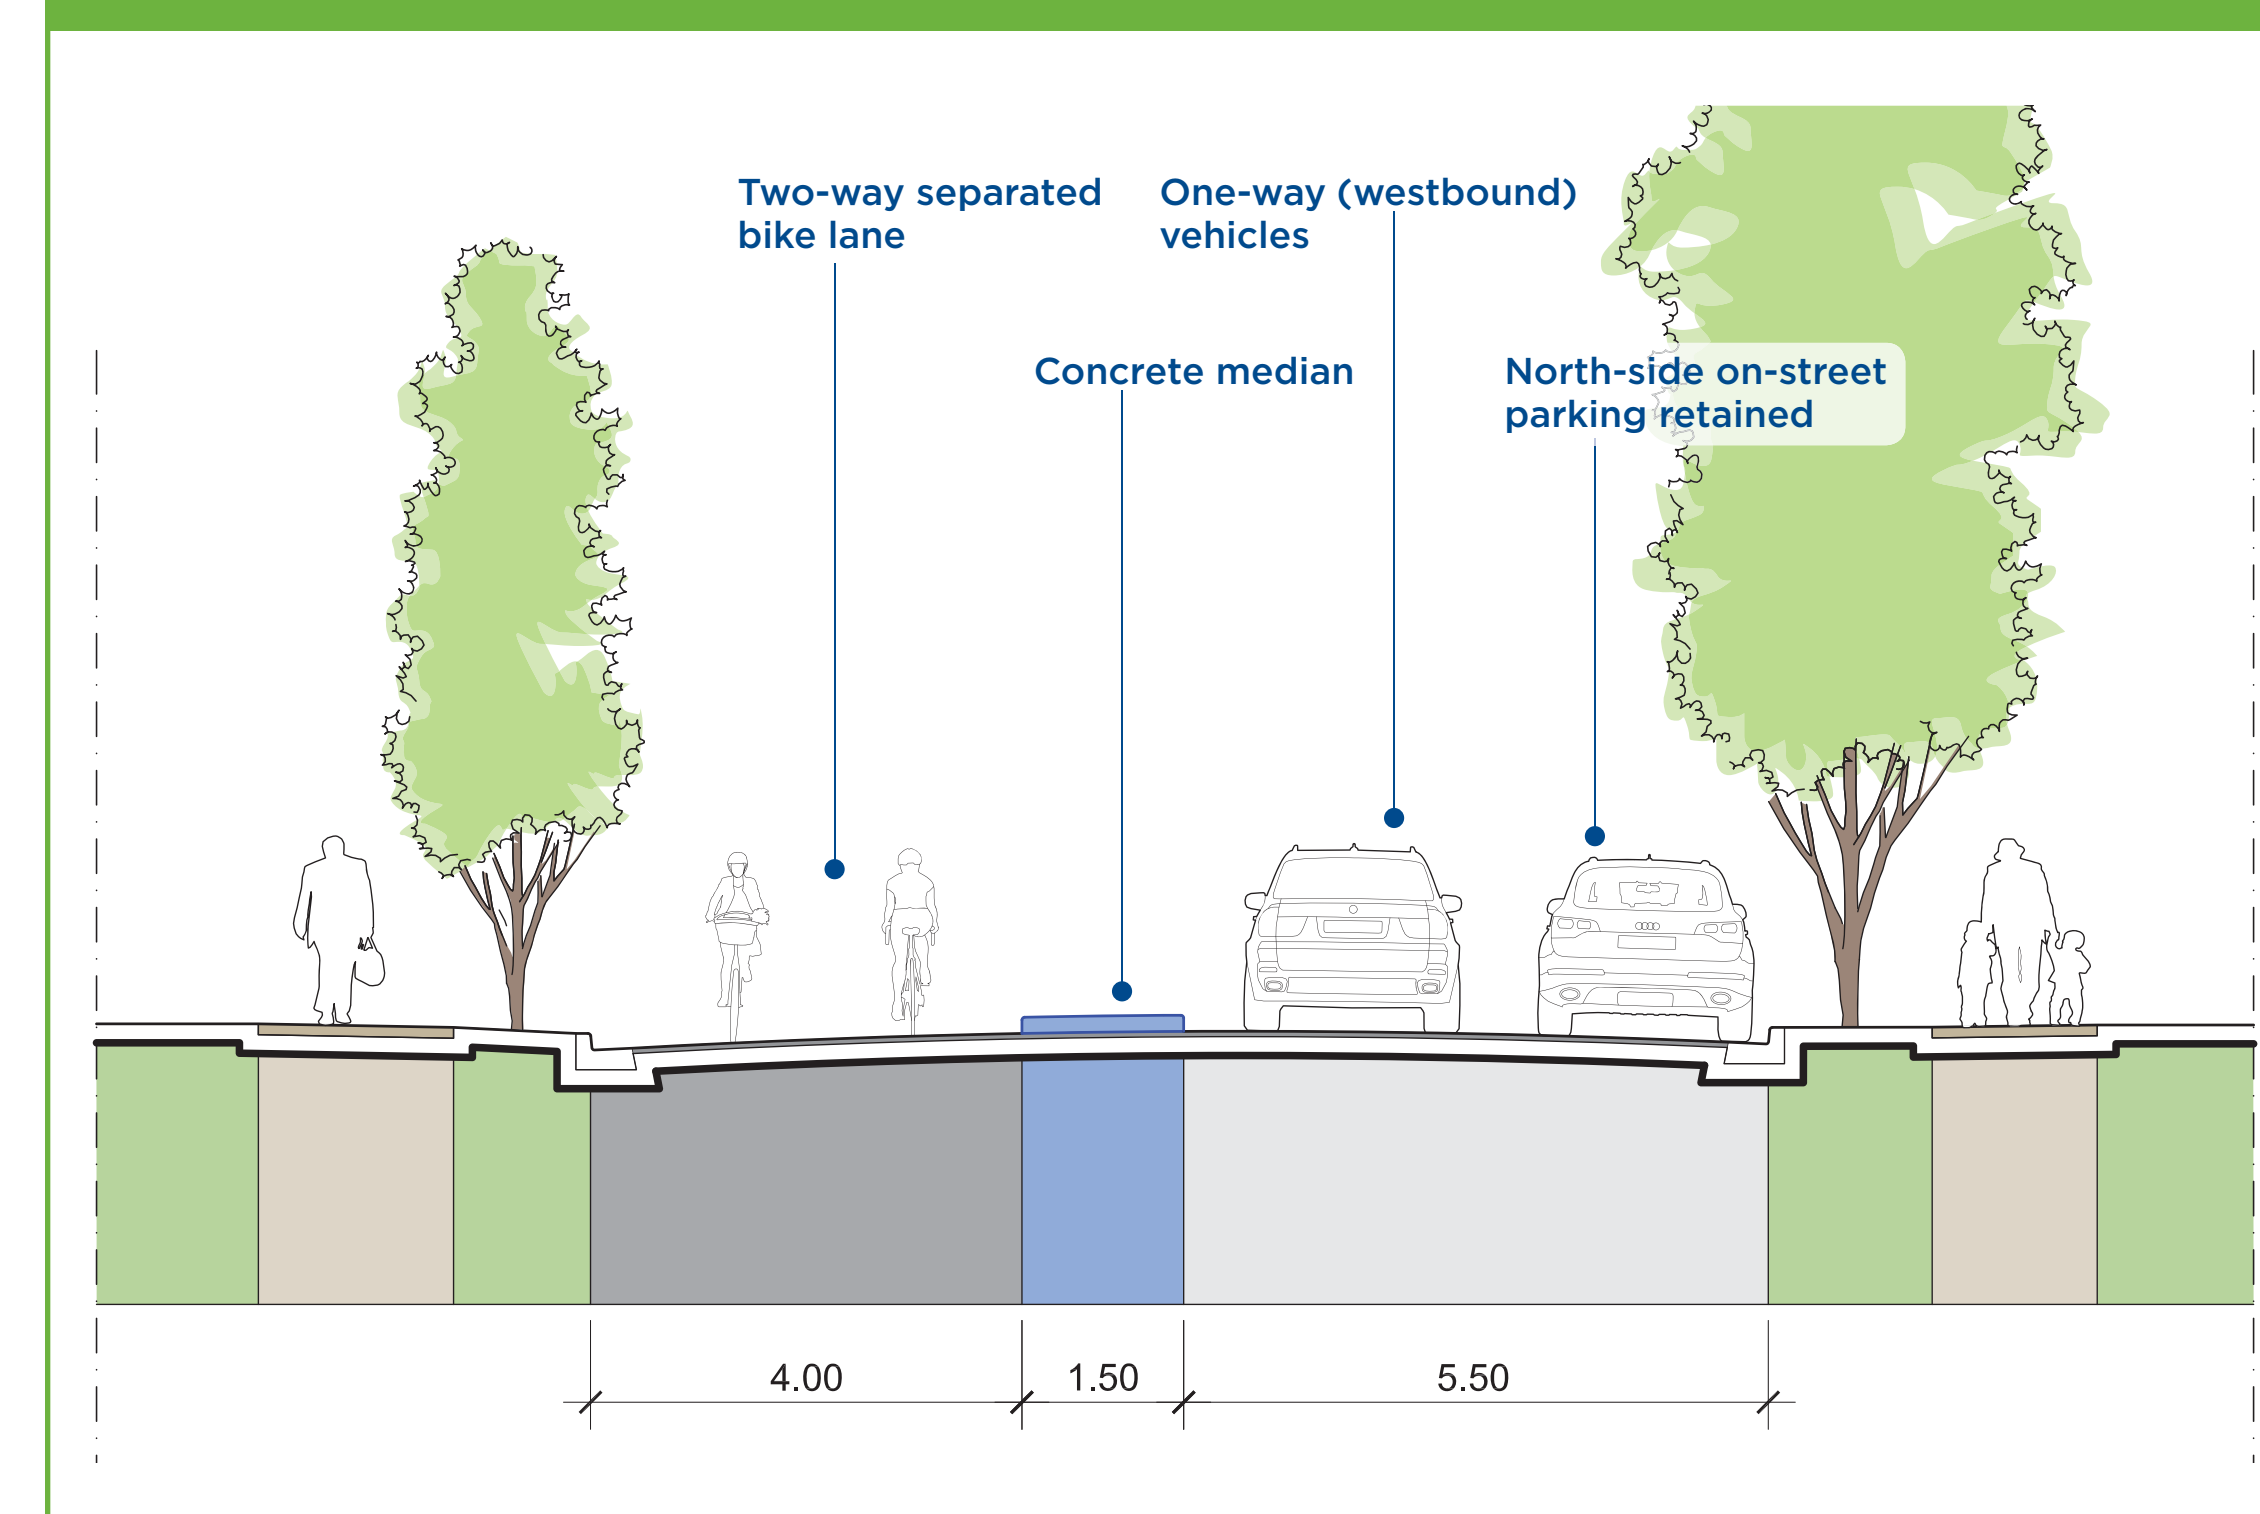 Two-way separated
bike lane
One-way (westbound)
vehicles
Concrete median
North-side on-street
parking retained
4.00
1.50
5.50